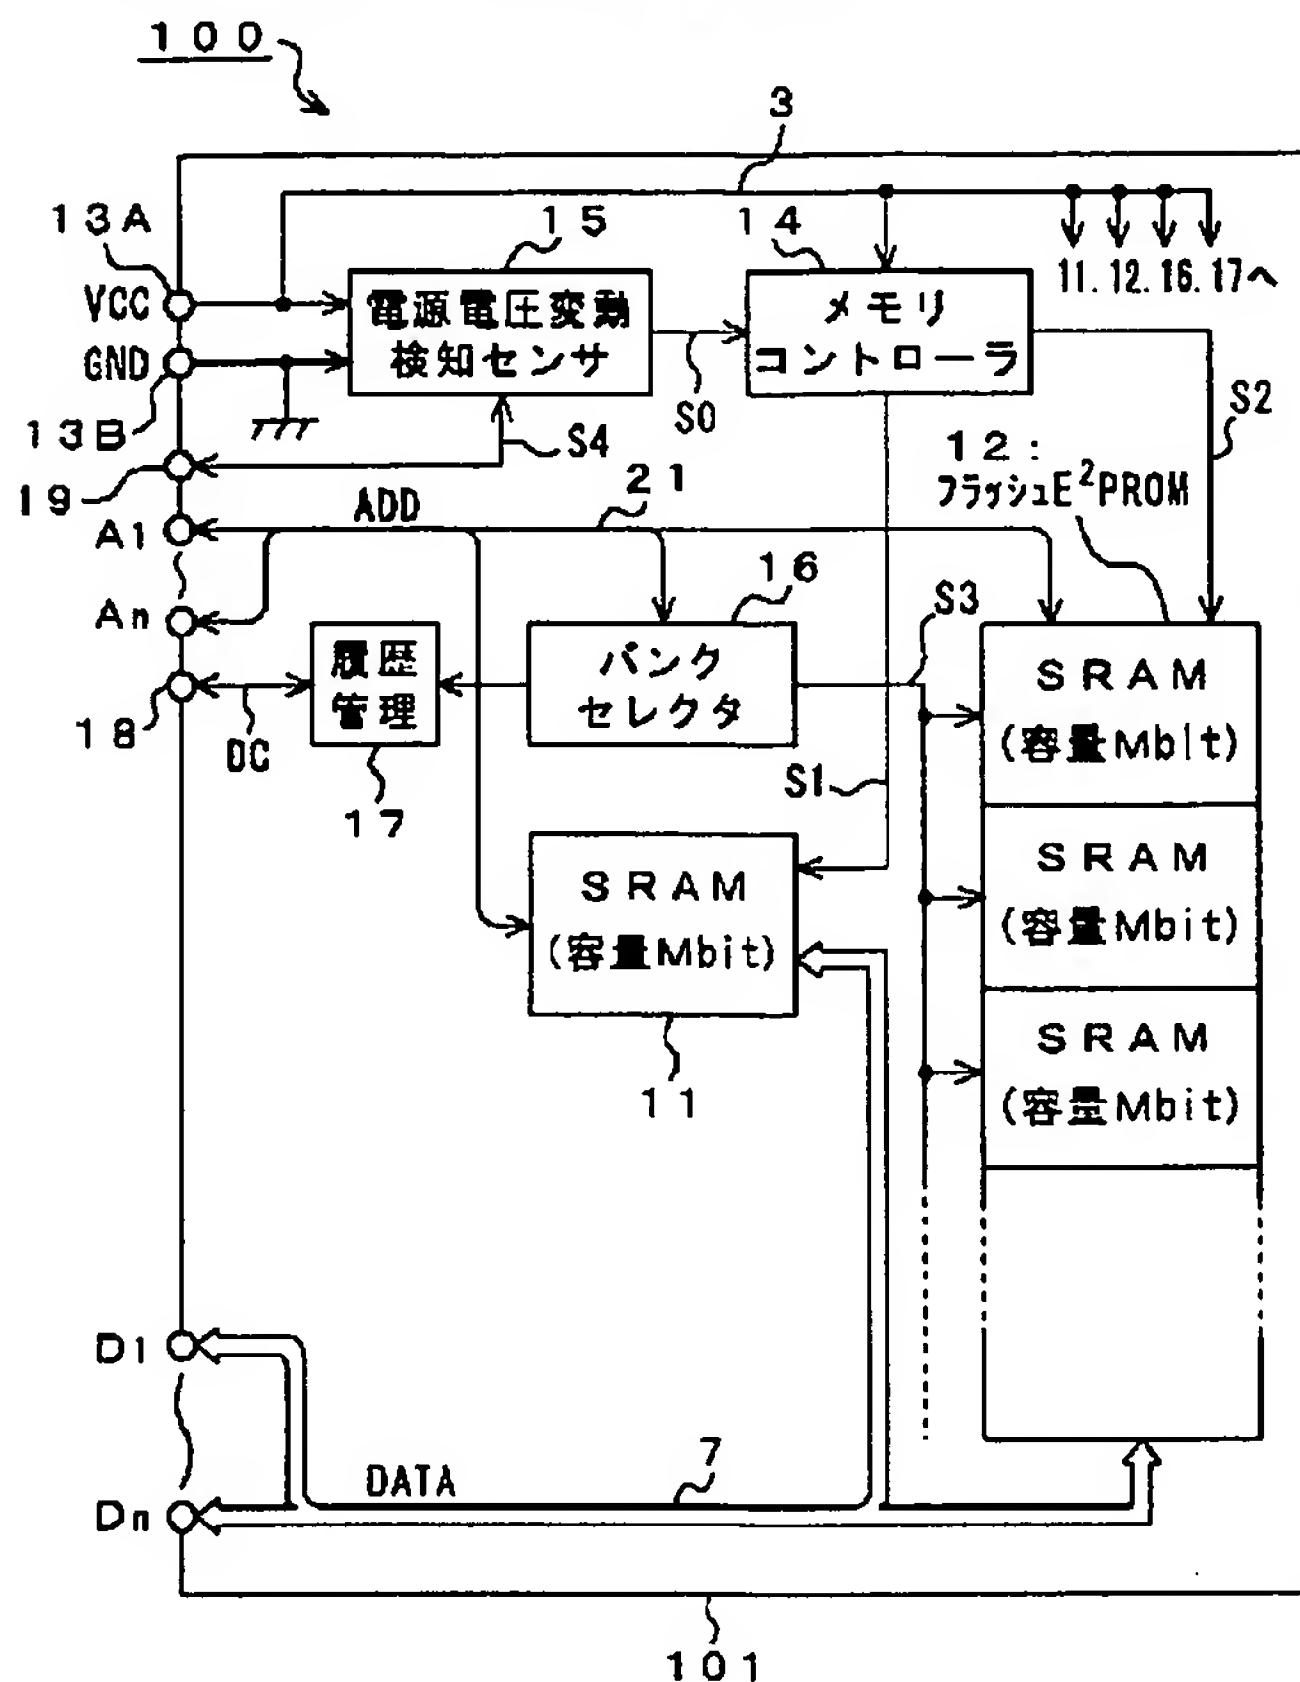 100
3
13A
15
14
VCC
電源電圧変動
検知センサ
メモリ
コントローラ
11.12.16.17へ
GND
13B
S0
S2
S4
12:
フラッシュE²PROM
19
ADD
21
A1
16
An
S3
履歴
管理
バンク
セレクタ
SRAM
(容量Mbit)
18
DC
17
S1
SRAM
(容量Mbit)
SRAM
(容量Mbit)
11
SRAM
(容量Mbit)
D1
DATA
7
Dn
101